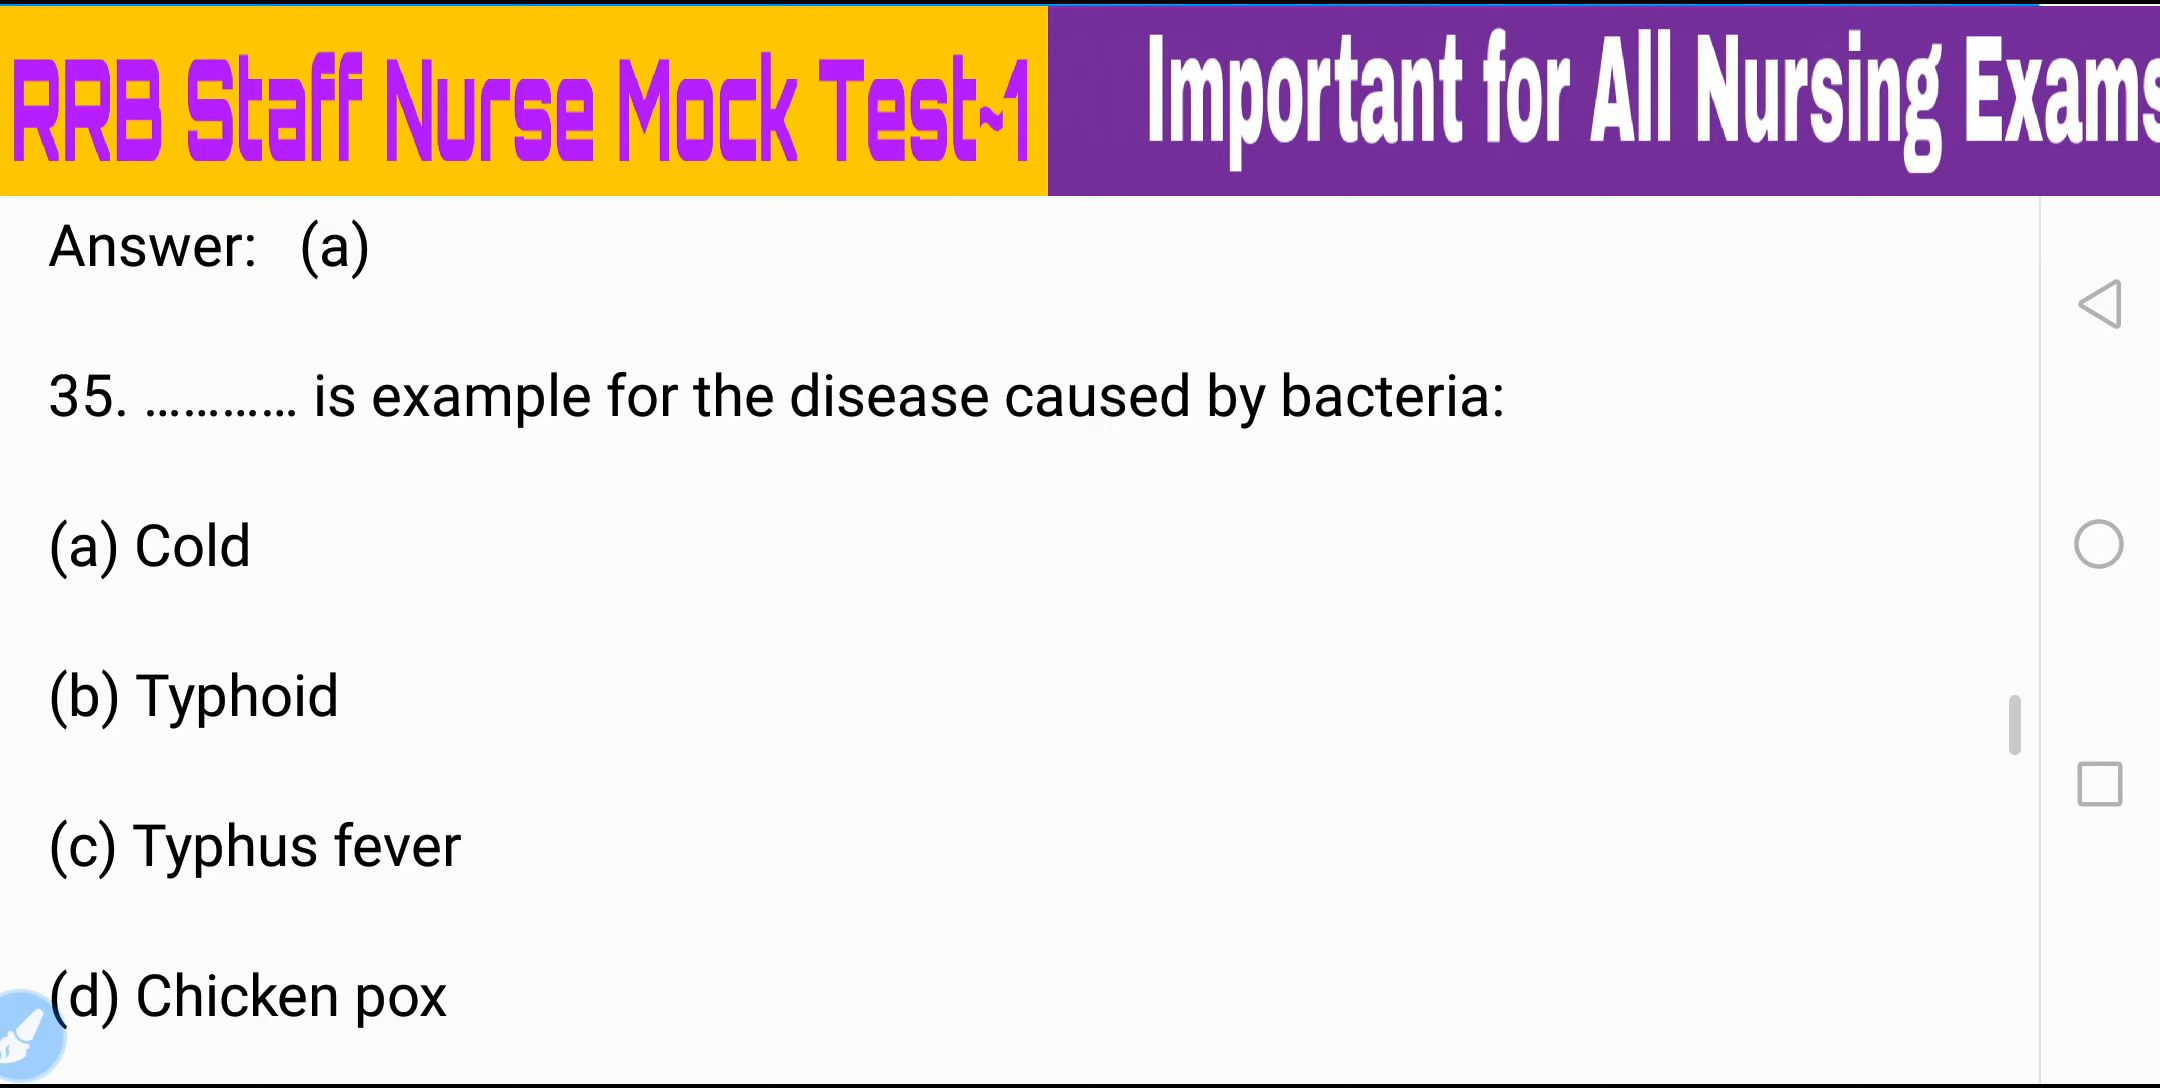 RRB Staff Nurse Mock Test~1
Important for All Nursing Exams
Answer: (a)
35. ............ is example for the disease caused by bacteria:
(a) Cold
(b) Typhoid
(c) Typhus fever
(d) Chicken pox